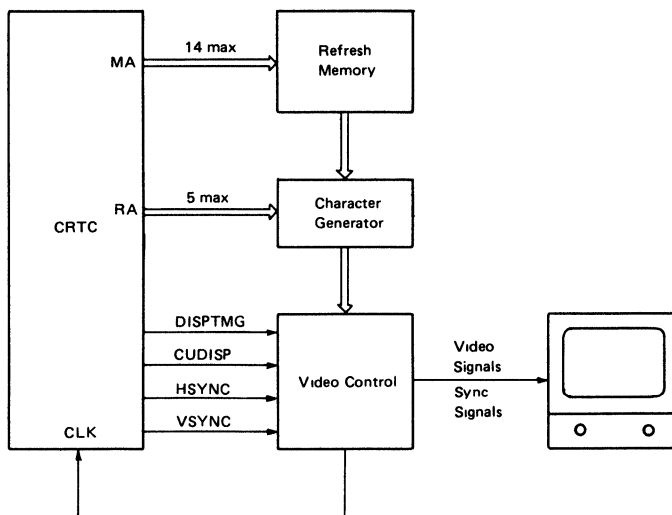 14 max
MA
Refresh
Memory
5 max
RA
Character
Generator
CRTC
DISPTMG
CUDISP
HSYNC
VSYNC
CLK
Video Control
Video
Signals
Sync
Signals